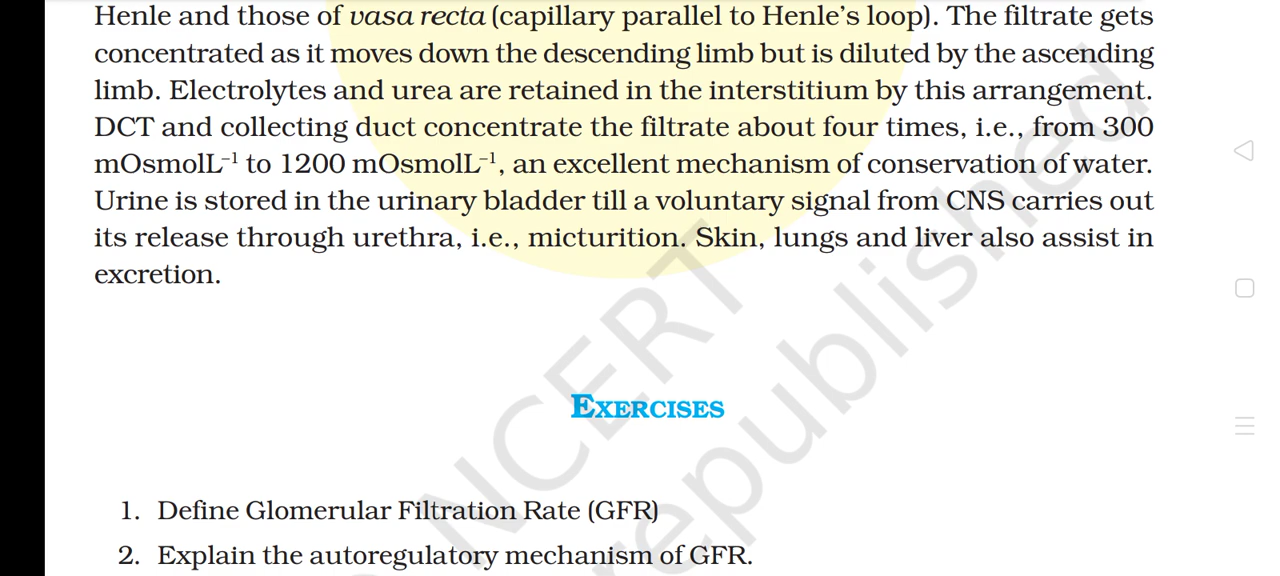 Henle and those of vasa recta (capillary parallel to Henle's loop). The filtrate gets
concentrated as it moves down the descending limb but is diluted by the ascending
limb. Electrolytes and urea are retained in the interstitium by this arrangement.
DCT and collecting duct concentrate the filtrate about four times, i.e., from 300
mOsmolL⁻¹ to 1200 mOsmolL⁻¹, an excellent mechanism of conservation of water.
Urine is stored in the urinary bladder till a voluntary signal from CNS carries out
its release through urethra, i.e., micturition. Skin, lungs and liver also assist in
excretion.
EXERCISES
1. Define Glomerular Filtration Rate (GFR)
2. Explain the autoregulatory mechanism of GFR.
NCERT
republished